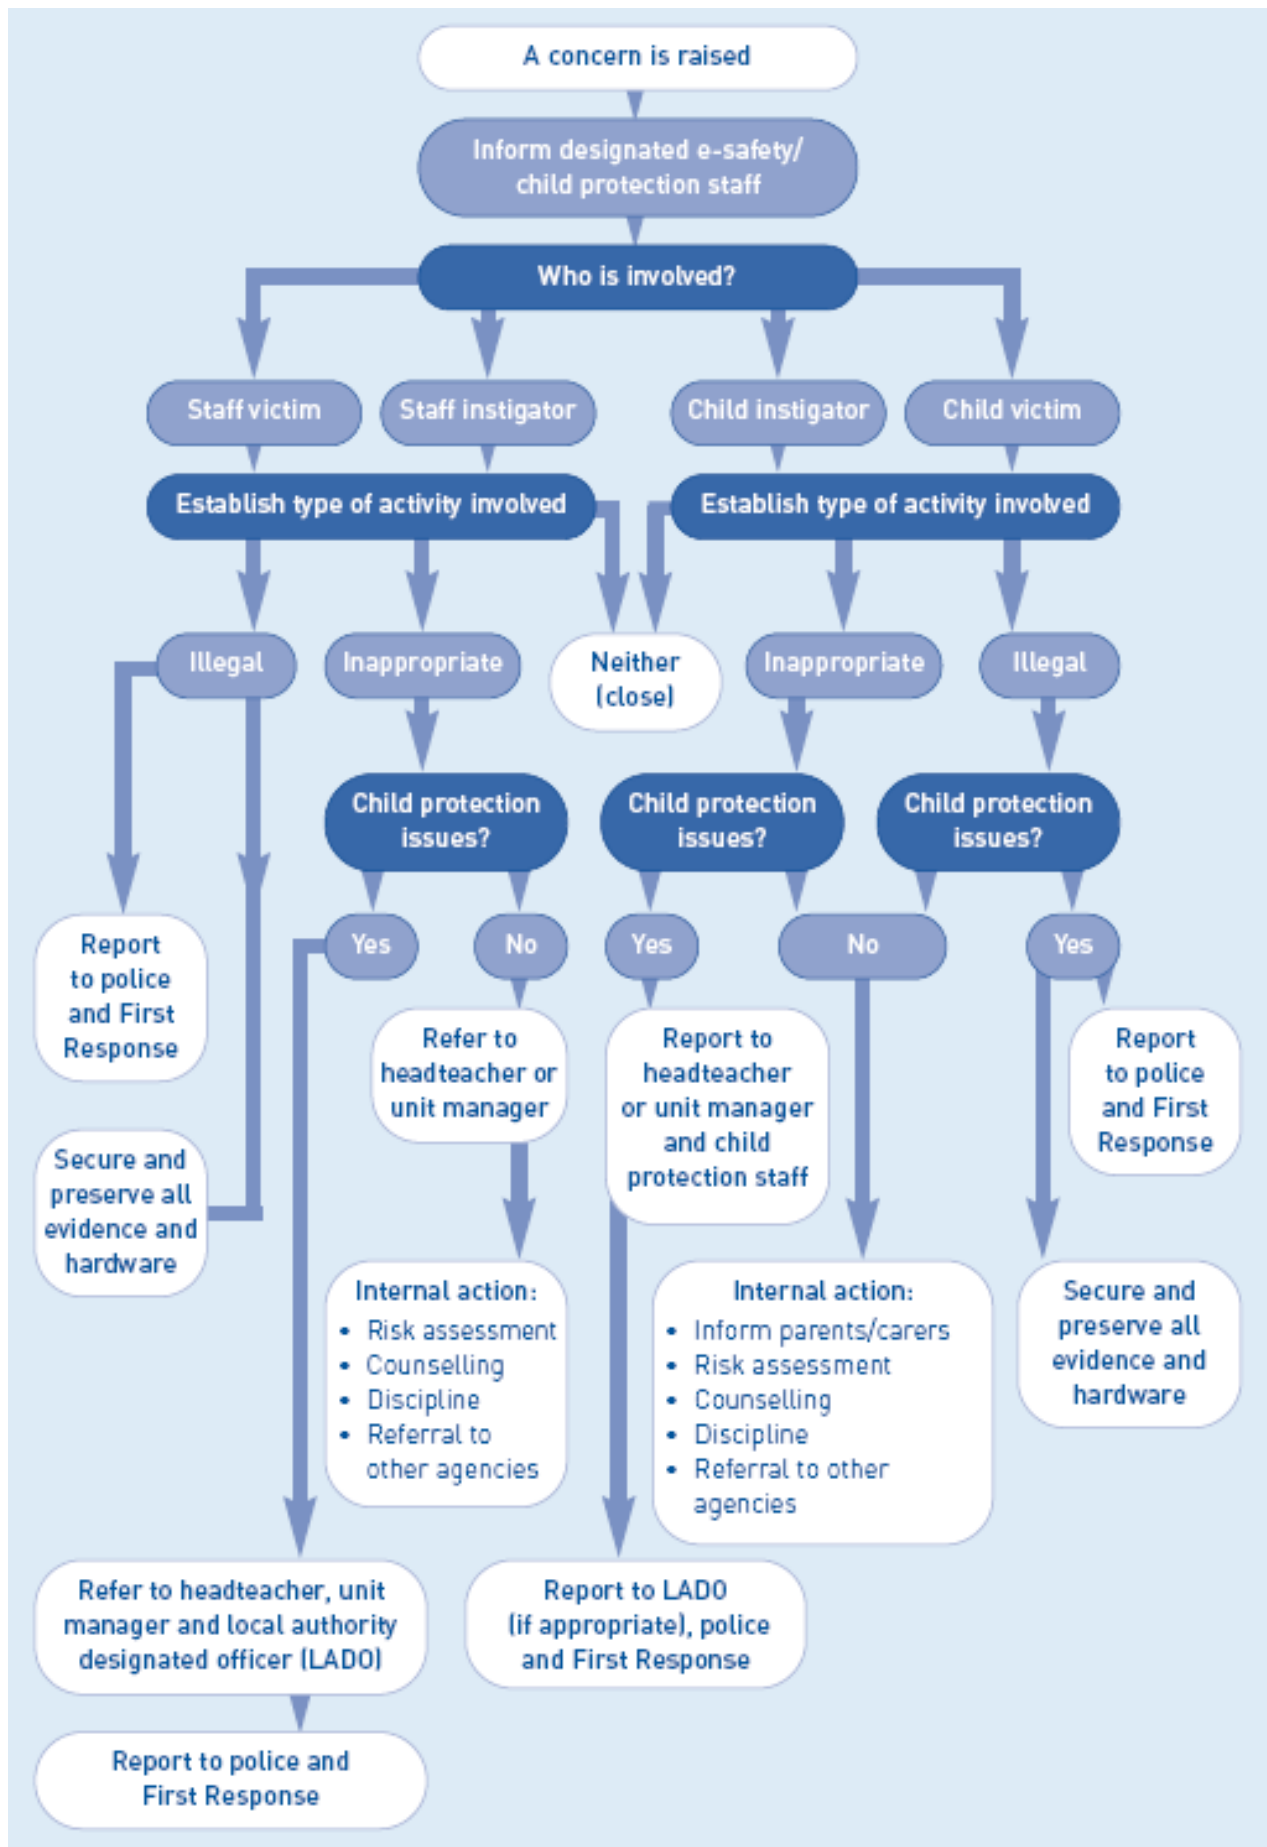 A concern is raised
Inform designated e-safety/
child protection staff
Who is involved?
Staff victim
Staff instigator
Child instigator
Child victim
Establish type of activity involved
Establish type of activity involved
Illegal
Inappropriate
Neither
(close)
Inappropriate
Illegal
Child protection
issues?
Child protection
issues?
Child protection
issues?
Yes
No
Yes
No
Yes
Report
to police
and First
Response
Refer to
headteacher or
unit manager
Report to
headteacher
or unit manager
and child
protection staff
Report
to police
and First
Response
Secure and
preserve all
evidence and
hardware
Internal action:
• Risk assessment
• Counselling
• Discipline
• Referral to
other agencies
Internal action:
• Inform parents/carers
• Risk assessment
• Counselling
• Discipline
• Referral to other
agencies
Secure and
preserve all
evidence and
hardware
Refer to headteacher, unit
manager and local authority
designated officer (LADO)
Report to LADO
(if appropriate), police
and First Response
Report to police and
First Response